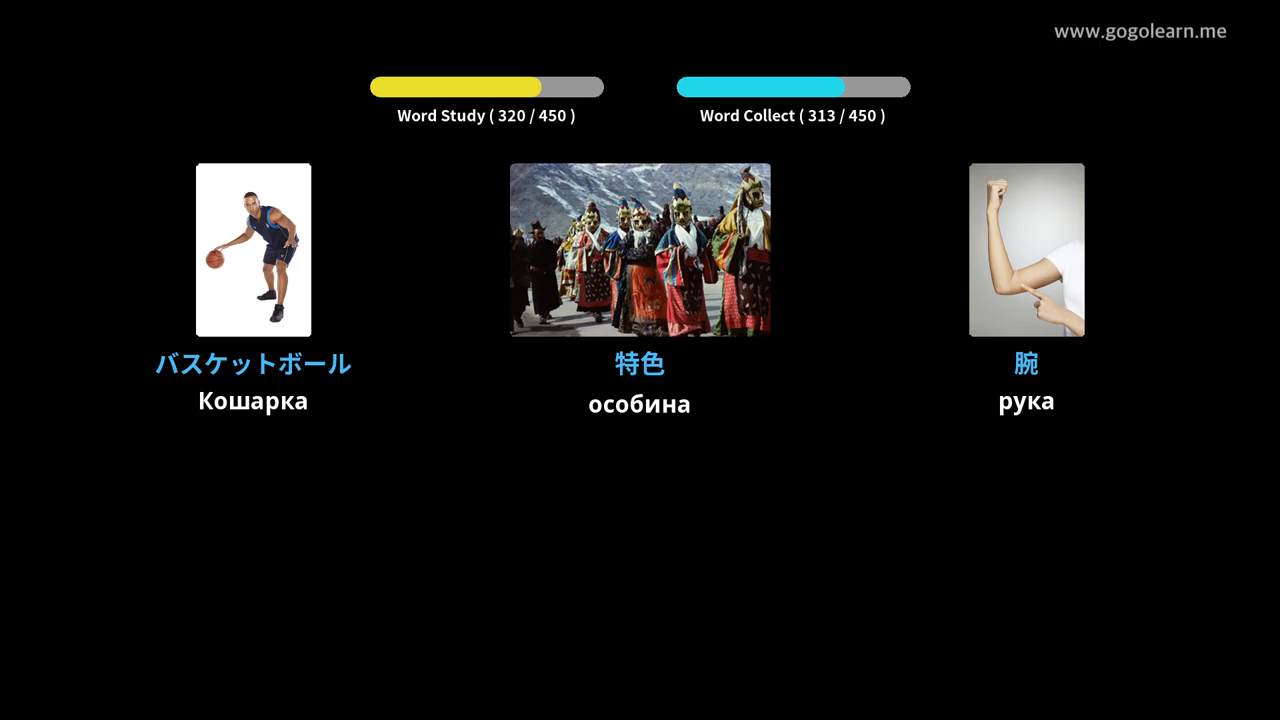 www.gogolearn.me
Word Study ( 320 / 450 )
Word Collect ( 313 / 450 )
バスケットボール
特色
腕
Кошарка
особина
рука